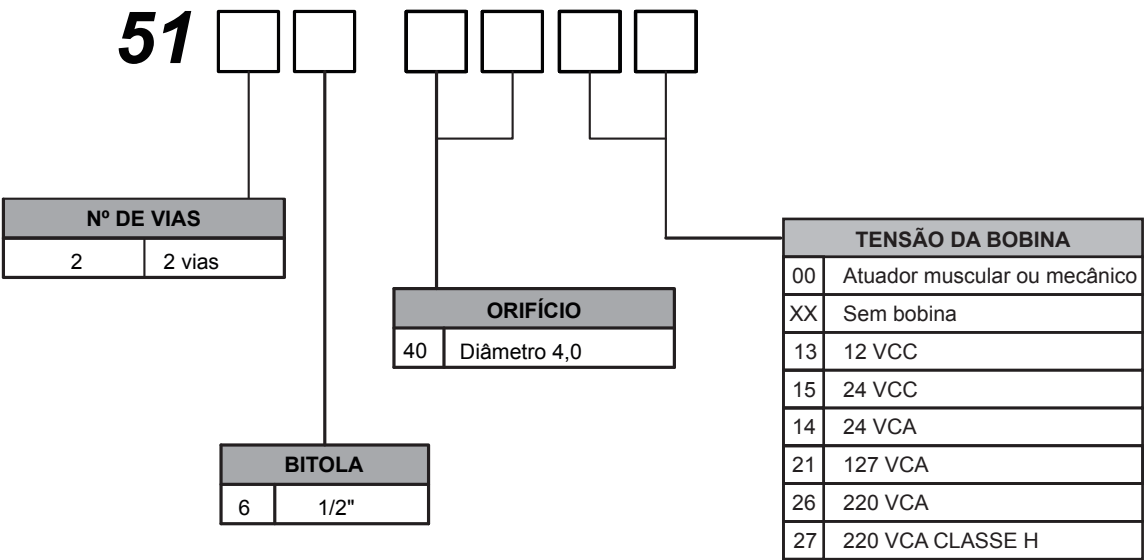 51
Nº DE VIAS
2 2 vias
ORIFÍCIO
40 Diâmetro 4,0
BITOLA
6 1/2"
TENSÃO DA BOBINA
00 Atuador muscular ou mecânico
XX Sem bobina
13 12 VCC
15 24 VCC
14 24 VCA
21 127 VCA
26 220 VCA
27 220 VCA CLASSE H